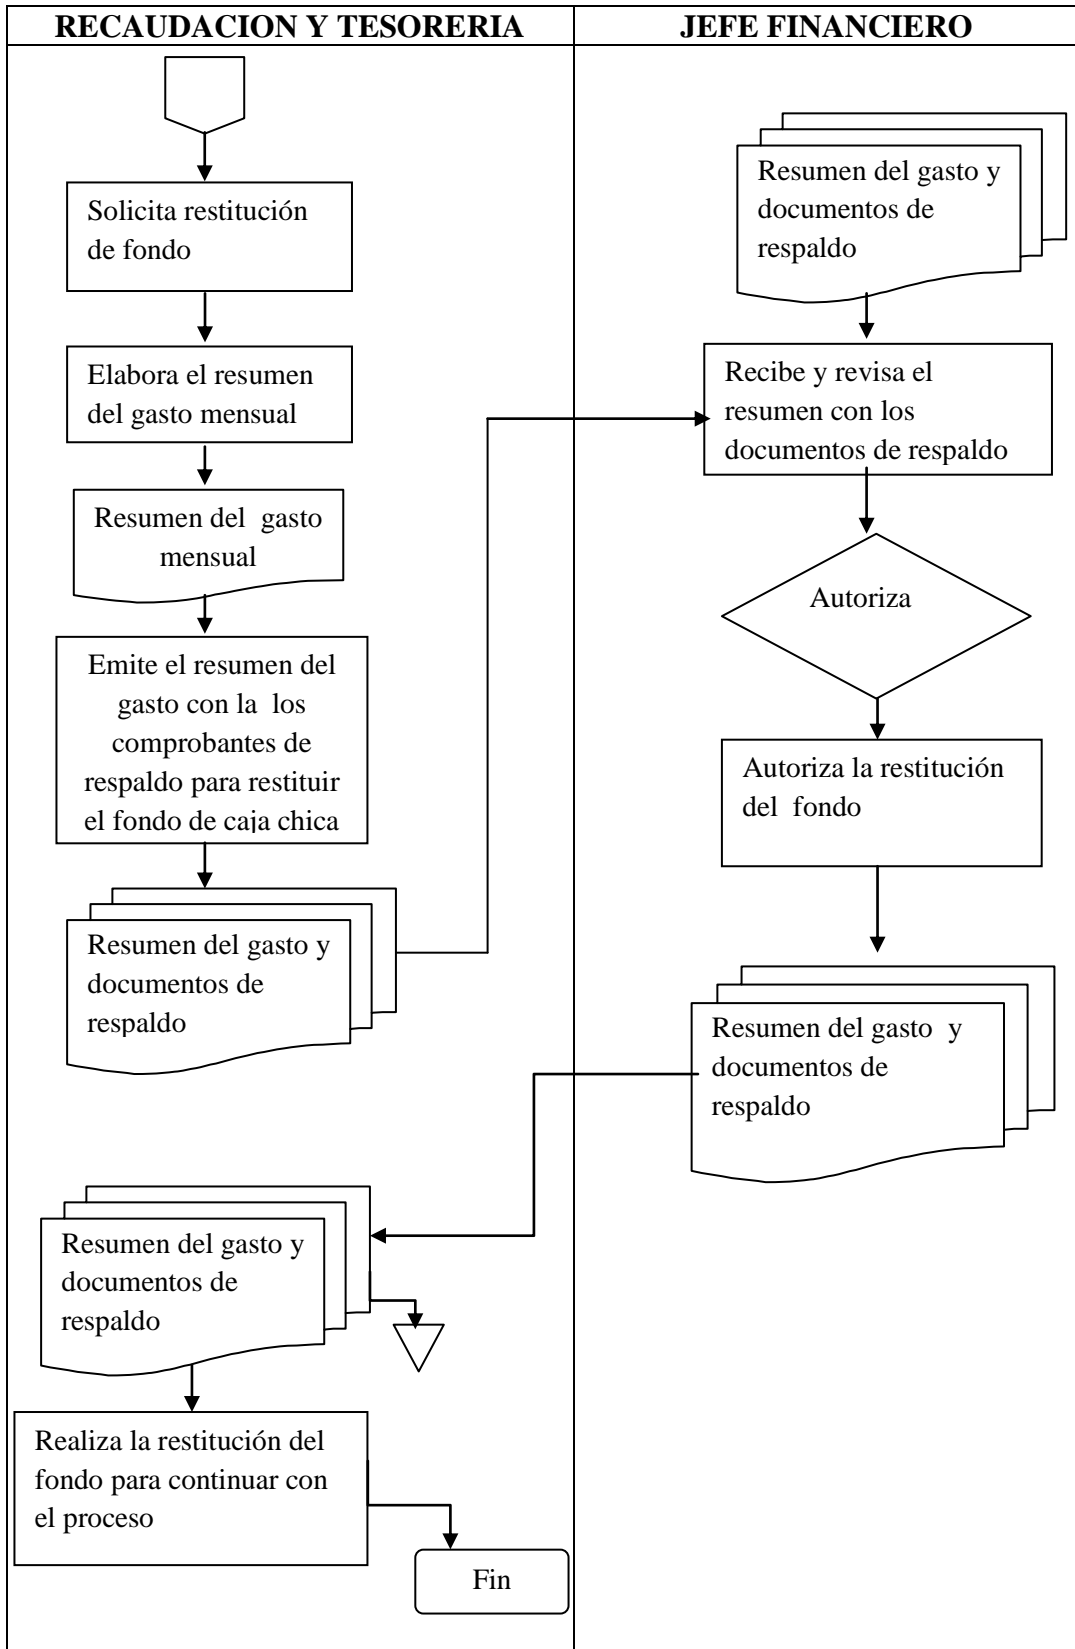 RECAUDACION Y TESORERIA
JEFE FINANCIERO
Solicita restitución
de fondo
Elabora el resumen
del gasto mensual
Resumen del gasto
mensual
Emite el resumen del
gasto con la los
comprobantes de
respaldo para restituir
el fondo de caja chica
Resumen del gasto y
documentos de
respaldo
Resumen del gasto y
documentos de
respaldo
Realiza la restitución del
fondo para continuar con
el proceso
Fin
Resumen del gasto y
documentos de
respaldo
Recibe y revisa el
resumen con los
documentos de respaldo
Autoriza
Autoriza la restitución
del fondo
Resumen del gasto y
documentos de
respaldo